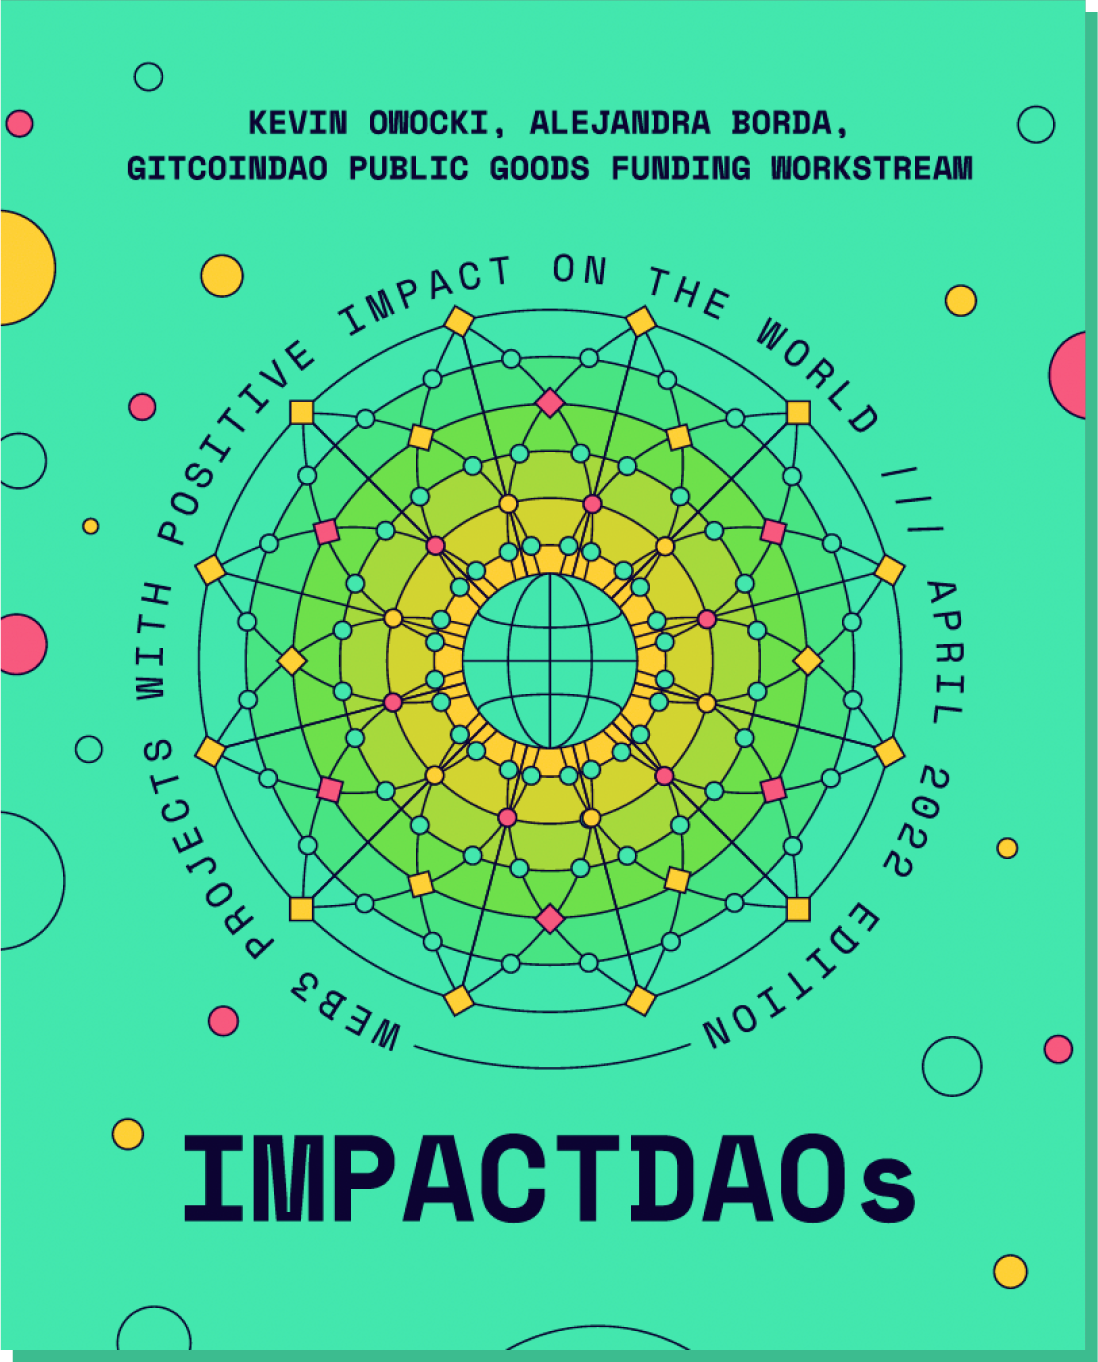 KEVIN OWOCKI, ALEJANDRA BORDA,
GITCOINDAO PUBLIC GOODS FUNDING WORKSTREAM
WEB3 PROJECTS WITH POSITIVE IMPACT ON THE WORLD /// APRIL 2022 EDITION
IMPACTDAOs